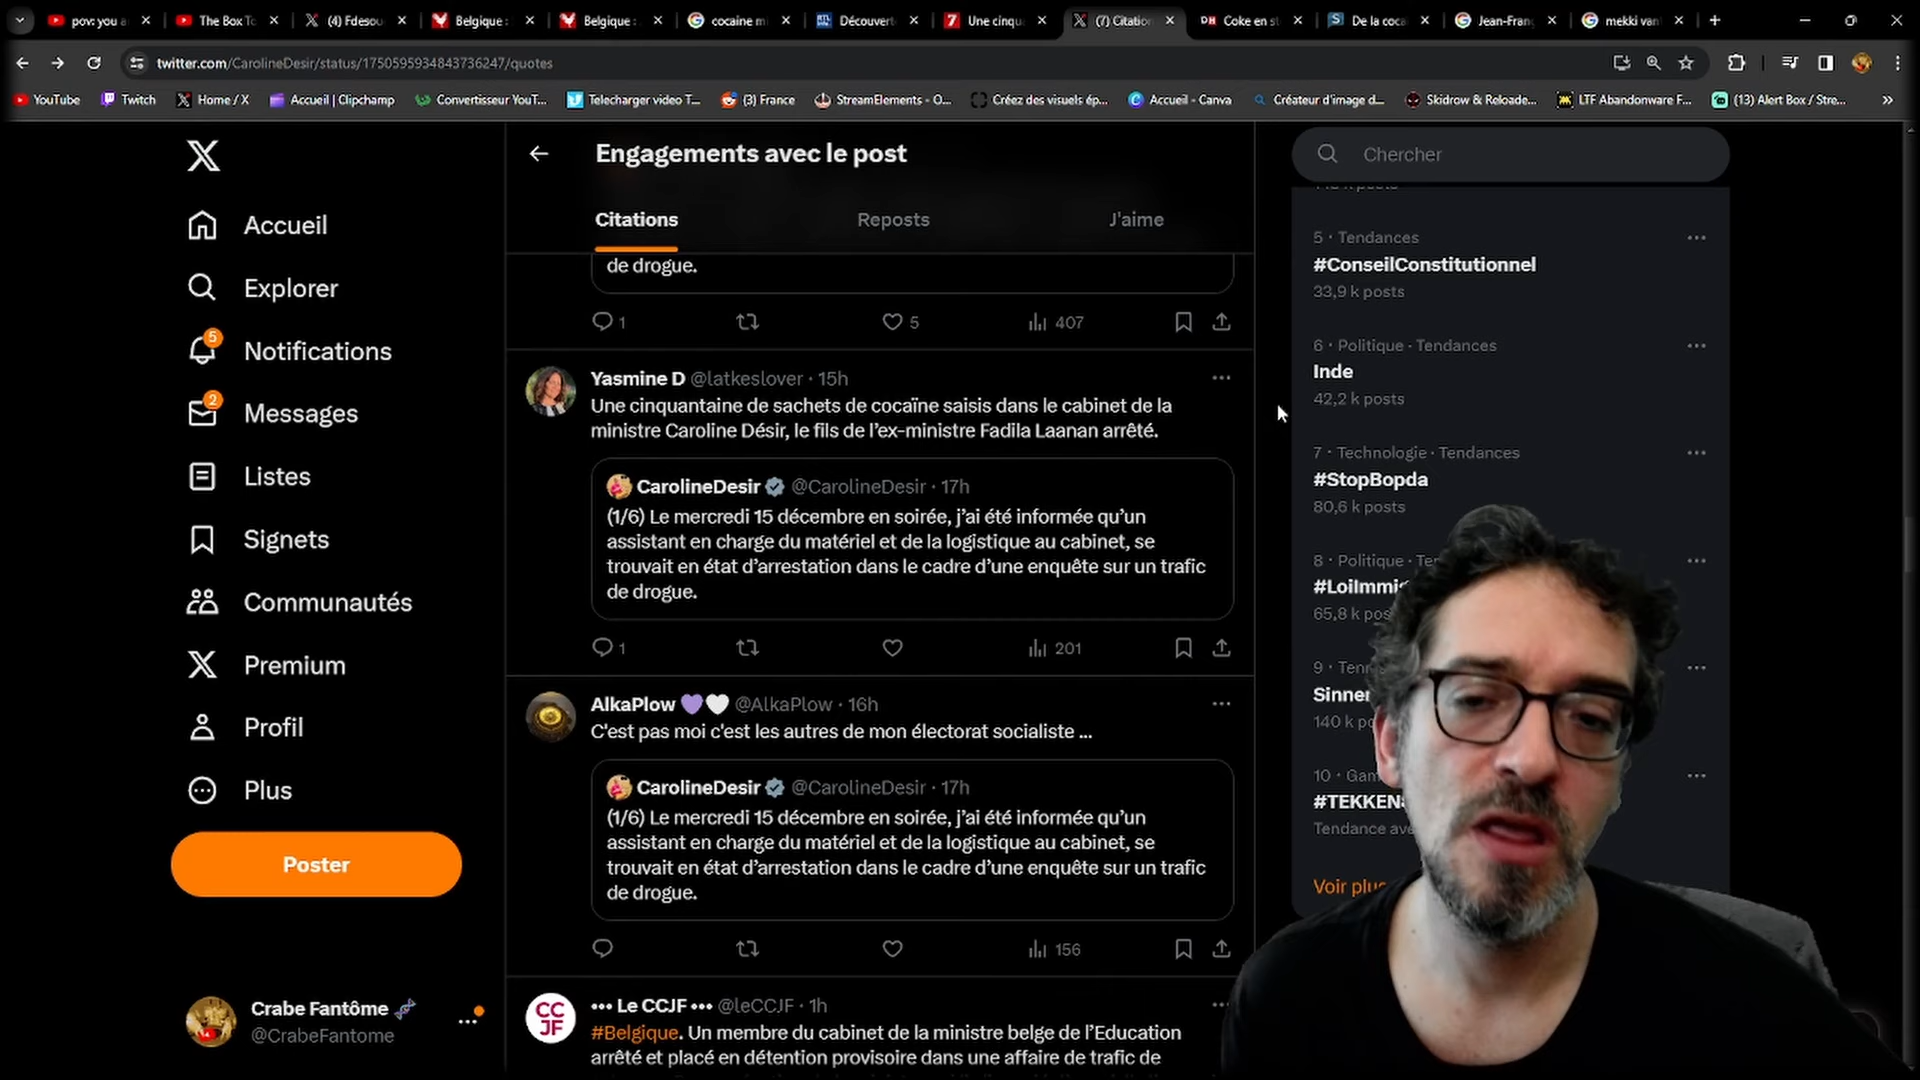 pov: you a
The Box To
(4) Fdesou
Belgique :
Belgique :
cocaine mi
Découvert
Une cinqu
(7) Citatio
Coke en st
De la coca
Jean-Fran
mekki van
twitter.com/CarolineDesir/status/1750595934843736247/quotes
YouTube
Twitch
Home / X
Accueil | Clipchamp
Convertisseur YouT...
Telecharger video T...
(3) France
StreamElements - O...
Créez des visuels ép...
Accueil - Canva
Créateur d'image d...
Skidrow & Reloade...
LTF Abandonware F...
(13) Alert Box / Stre...
Accueil
Explorer
5
Notifications
2
Messages
Listes
Signets
Communautés
Premium
Profil
Plus
Poster
Crabe Fantôme
@CrabeFantome
Engagements avec le post
Citations
Reposts
J'aime
de drogue.
1
5
407
Yasmine D @latkeslover · 15h
Une cinquantaine de sachets de cocaïne saisis dans le cabinet de la
ministre Caroline Désir, le fils de l'ex-ministre Fadila Laanan arrêté.
CarolineDesir @CarolineDesir · 17h
(1/6) Le mercredi 15 décembre en soirée, j'ai été informée qu'un
assistant en charge du matériel et de la logistique au cabinet, se
trouvait en état d'arrestation dans le cadre d'une enquête sur un trafic
de drogue.
1
201
AlkaPlow 💜🤍 @AlkaPlow · 16h
C'est pas moi c'est les autres de mon électorat socialiste ...
CarolineDesir @CarolineDesir · 17h
(1/6) Le mercredi 15 décembre en soirée, j'ai été informée qu'un
assistant en charge du matériel et de la logistique au cabinet, se
trouvait en état d'arrestation dans le cadre d'une enquête sur un trafic
de drogue.
156
CC
JF
••• Le CCJF ••• @leCCJF · 1h
#Belgique. Un membre du cabinet de la ministre belge de l'Education
arrêté et placé en détention provisoire dans une affaire de trafic de
Chercher
5 · Tendances
#ConseilConstitutionnel
33,9 k posts
6 · Politique · Tendances
Inde
42,2 k posts
7 · Technologie · Tendances
#StopBopda
80,6 k posts
8 · Politique · Te
#LoiImmi
65,8 k pos
9 · Ten
Sinner
140 k po
10 · Gam
#TEKKEN8
Tendance ave
Voir plus